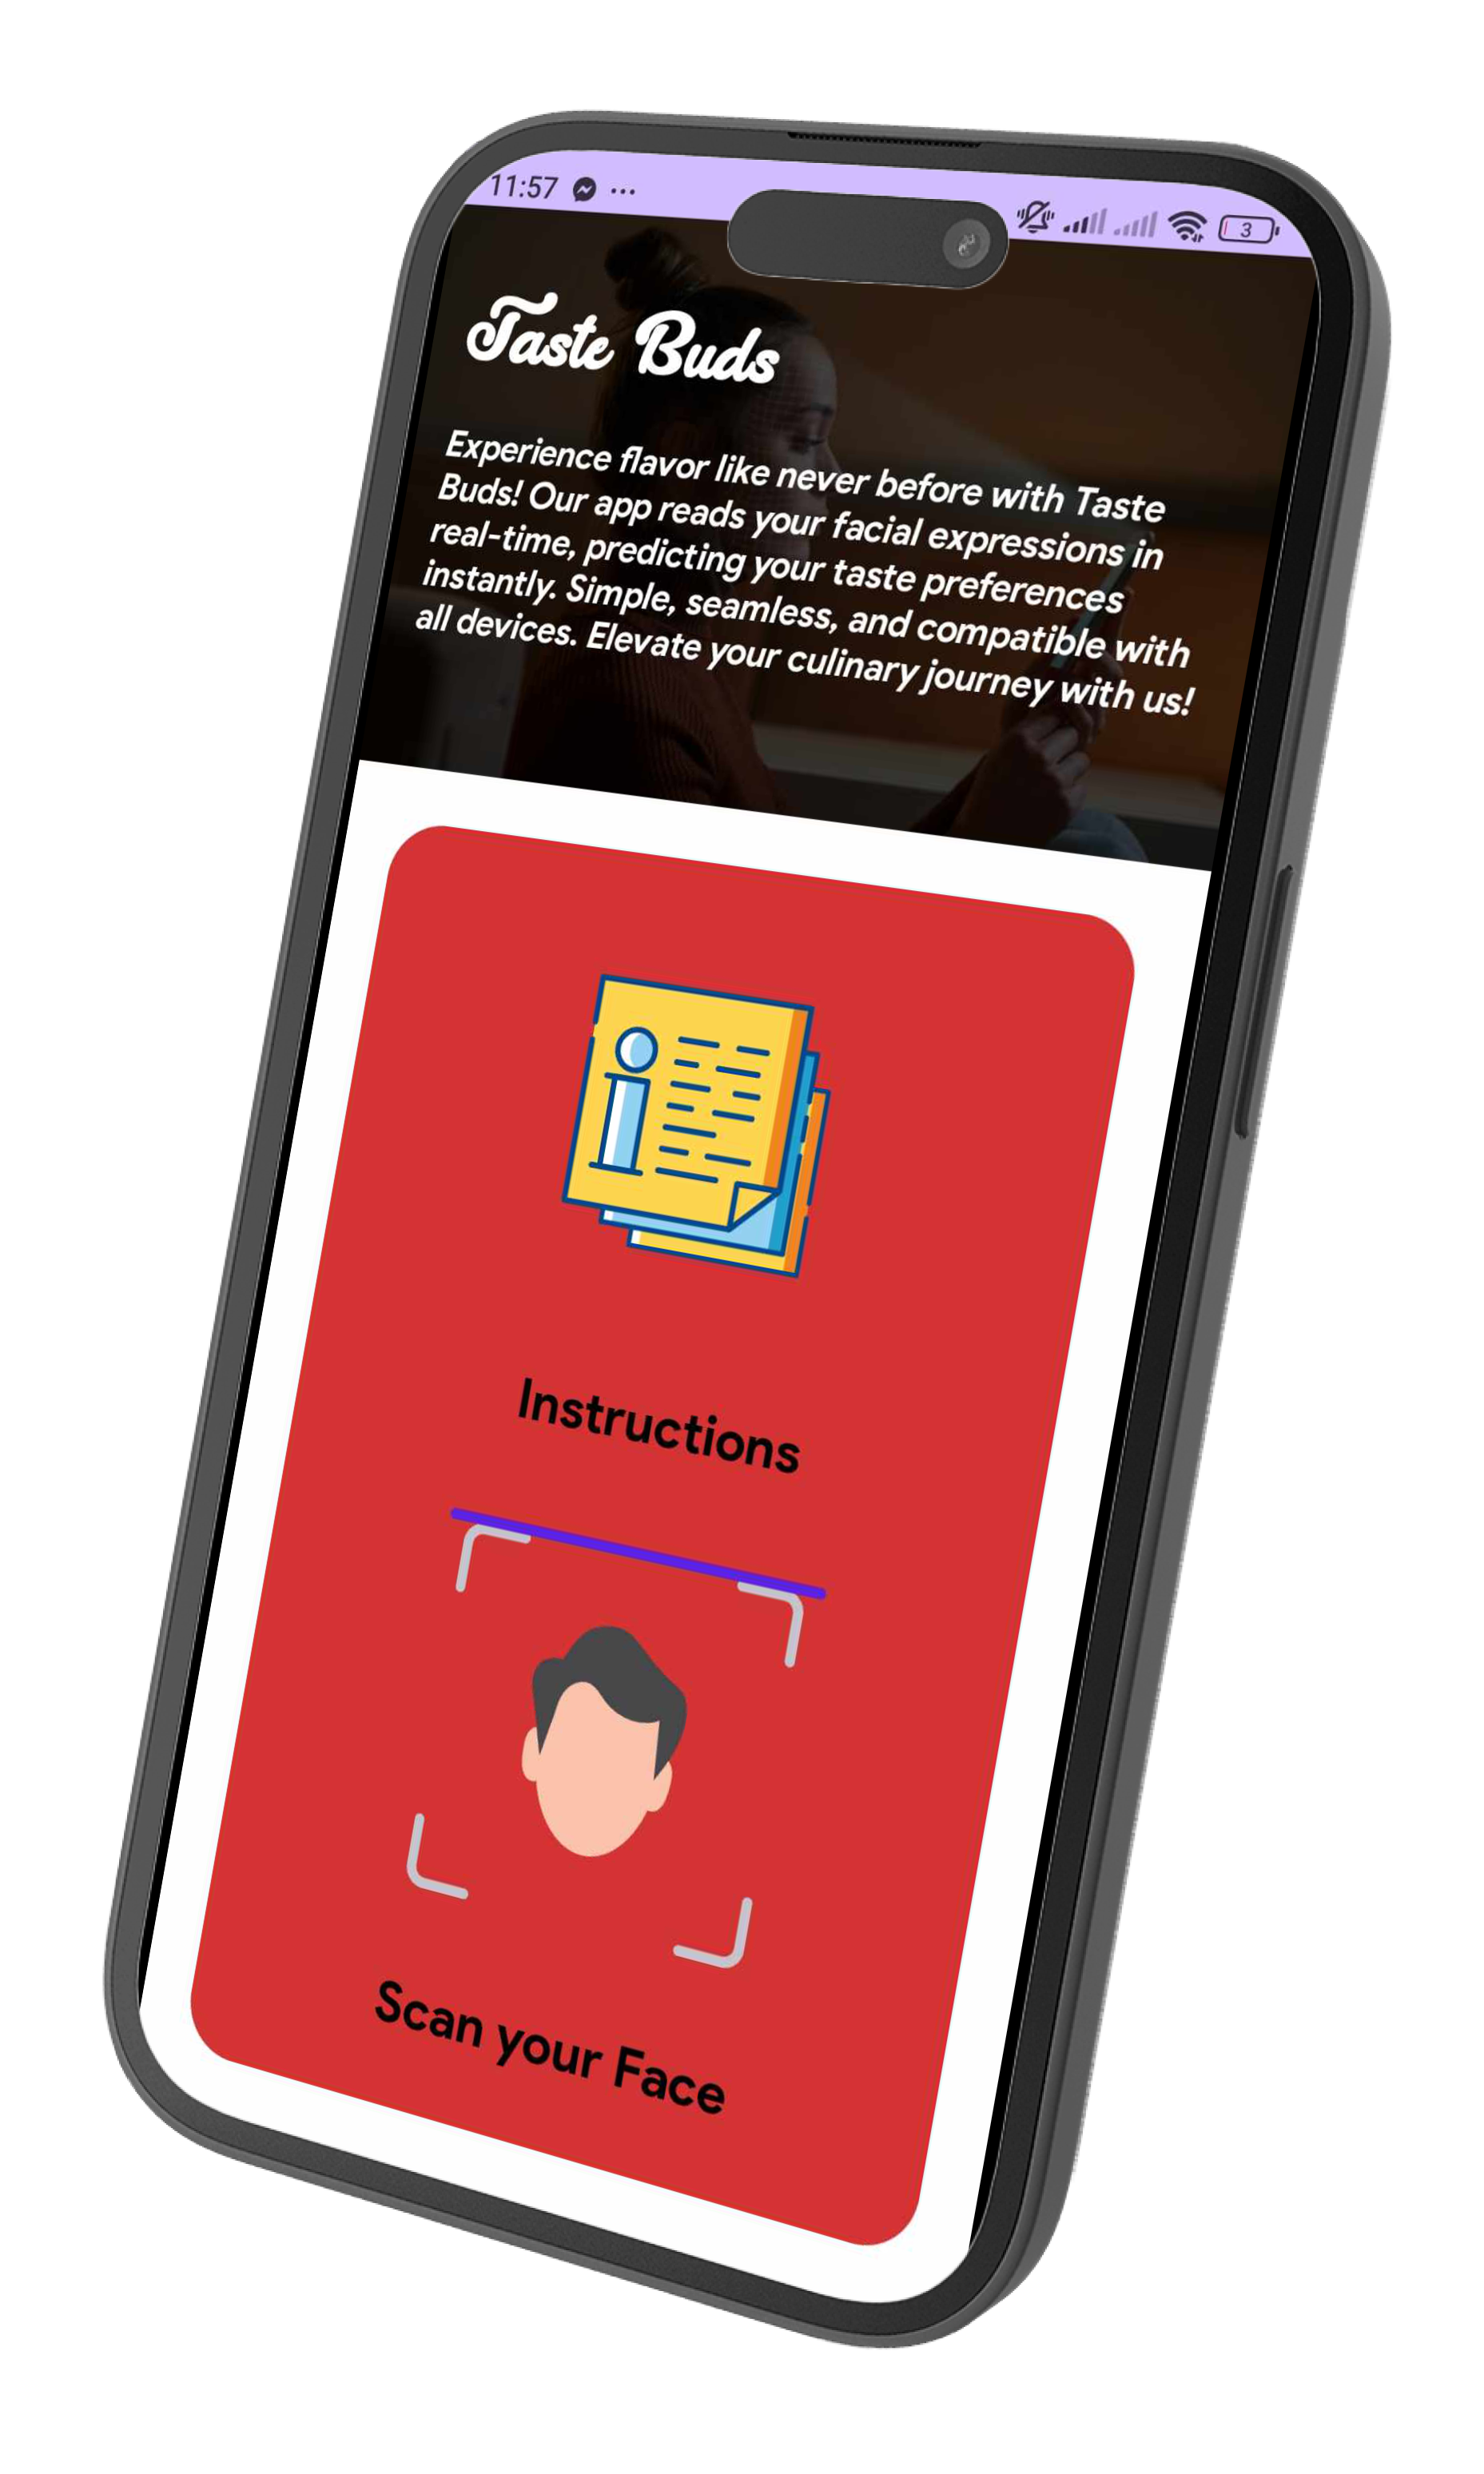 11:57
3
Taste Buds
Experience flavor like never before with Taste
Buds! Our app reads your facial expressions in
real-time, predicting your taste preferences
instantly. Simple, seamless, and compatible with
all devices. Elevate your culinary journey with us!
Instructions
Scan your Face